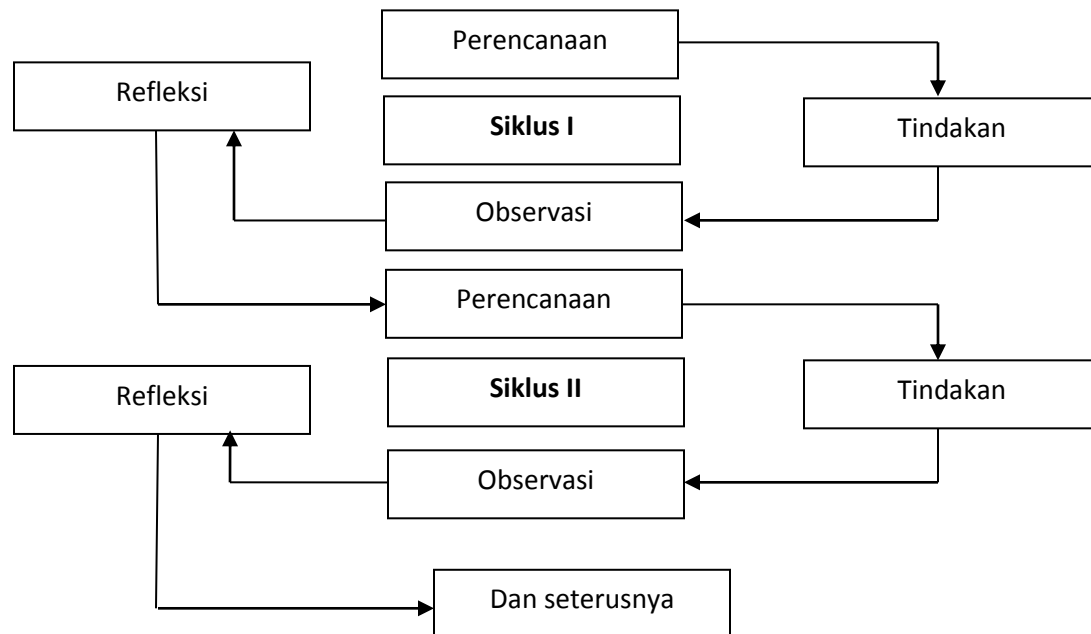 Perencanaan
Refleksi
Siklus I
Tindakan
Observasi
Perencanaan
Refleksi
Siklus II
Tindakan
Observasi
Dan seterusnya